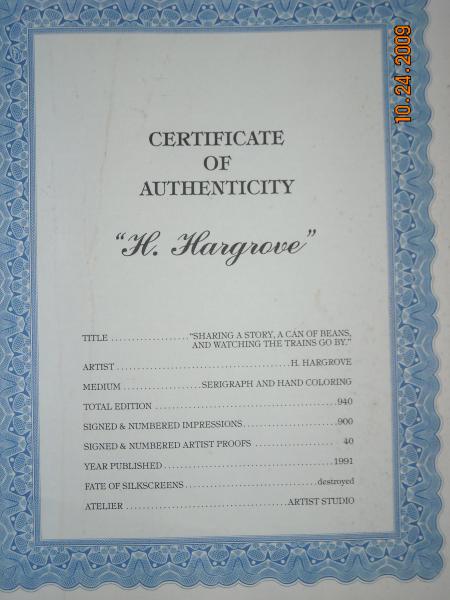 10.24.2009
CERTIFICATE
OF
AUTHENTICITY
"H. Hargrove"
TITLE ..................."SHARING A STORY, A CAN OF BEANS,
AND WATCHING THE TRAINS GO BY."
ARTIST..........................................H. HARGROVE
MEDIUM ...................SERIGRAPH AND HAND COLORING
TOTAL EDITION ............................................940
SIGNED & NUMBERED IMPRESSIONS.......................900
SIGNED & NUMBERED ARTIST PROOFS ................... 40
YEAR PUBLISHED.........................................1991
FATE OF SILKSCREENS................................destroyed
ATELIER .......................................ARTIST STUDIO